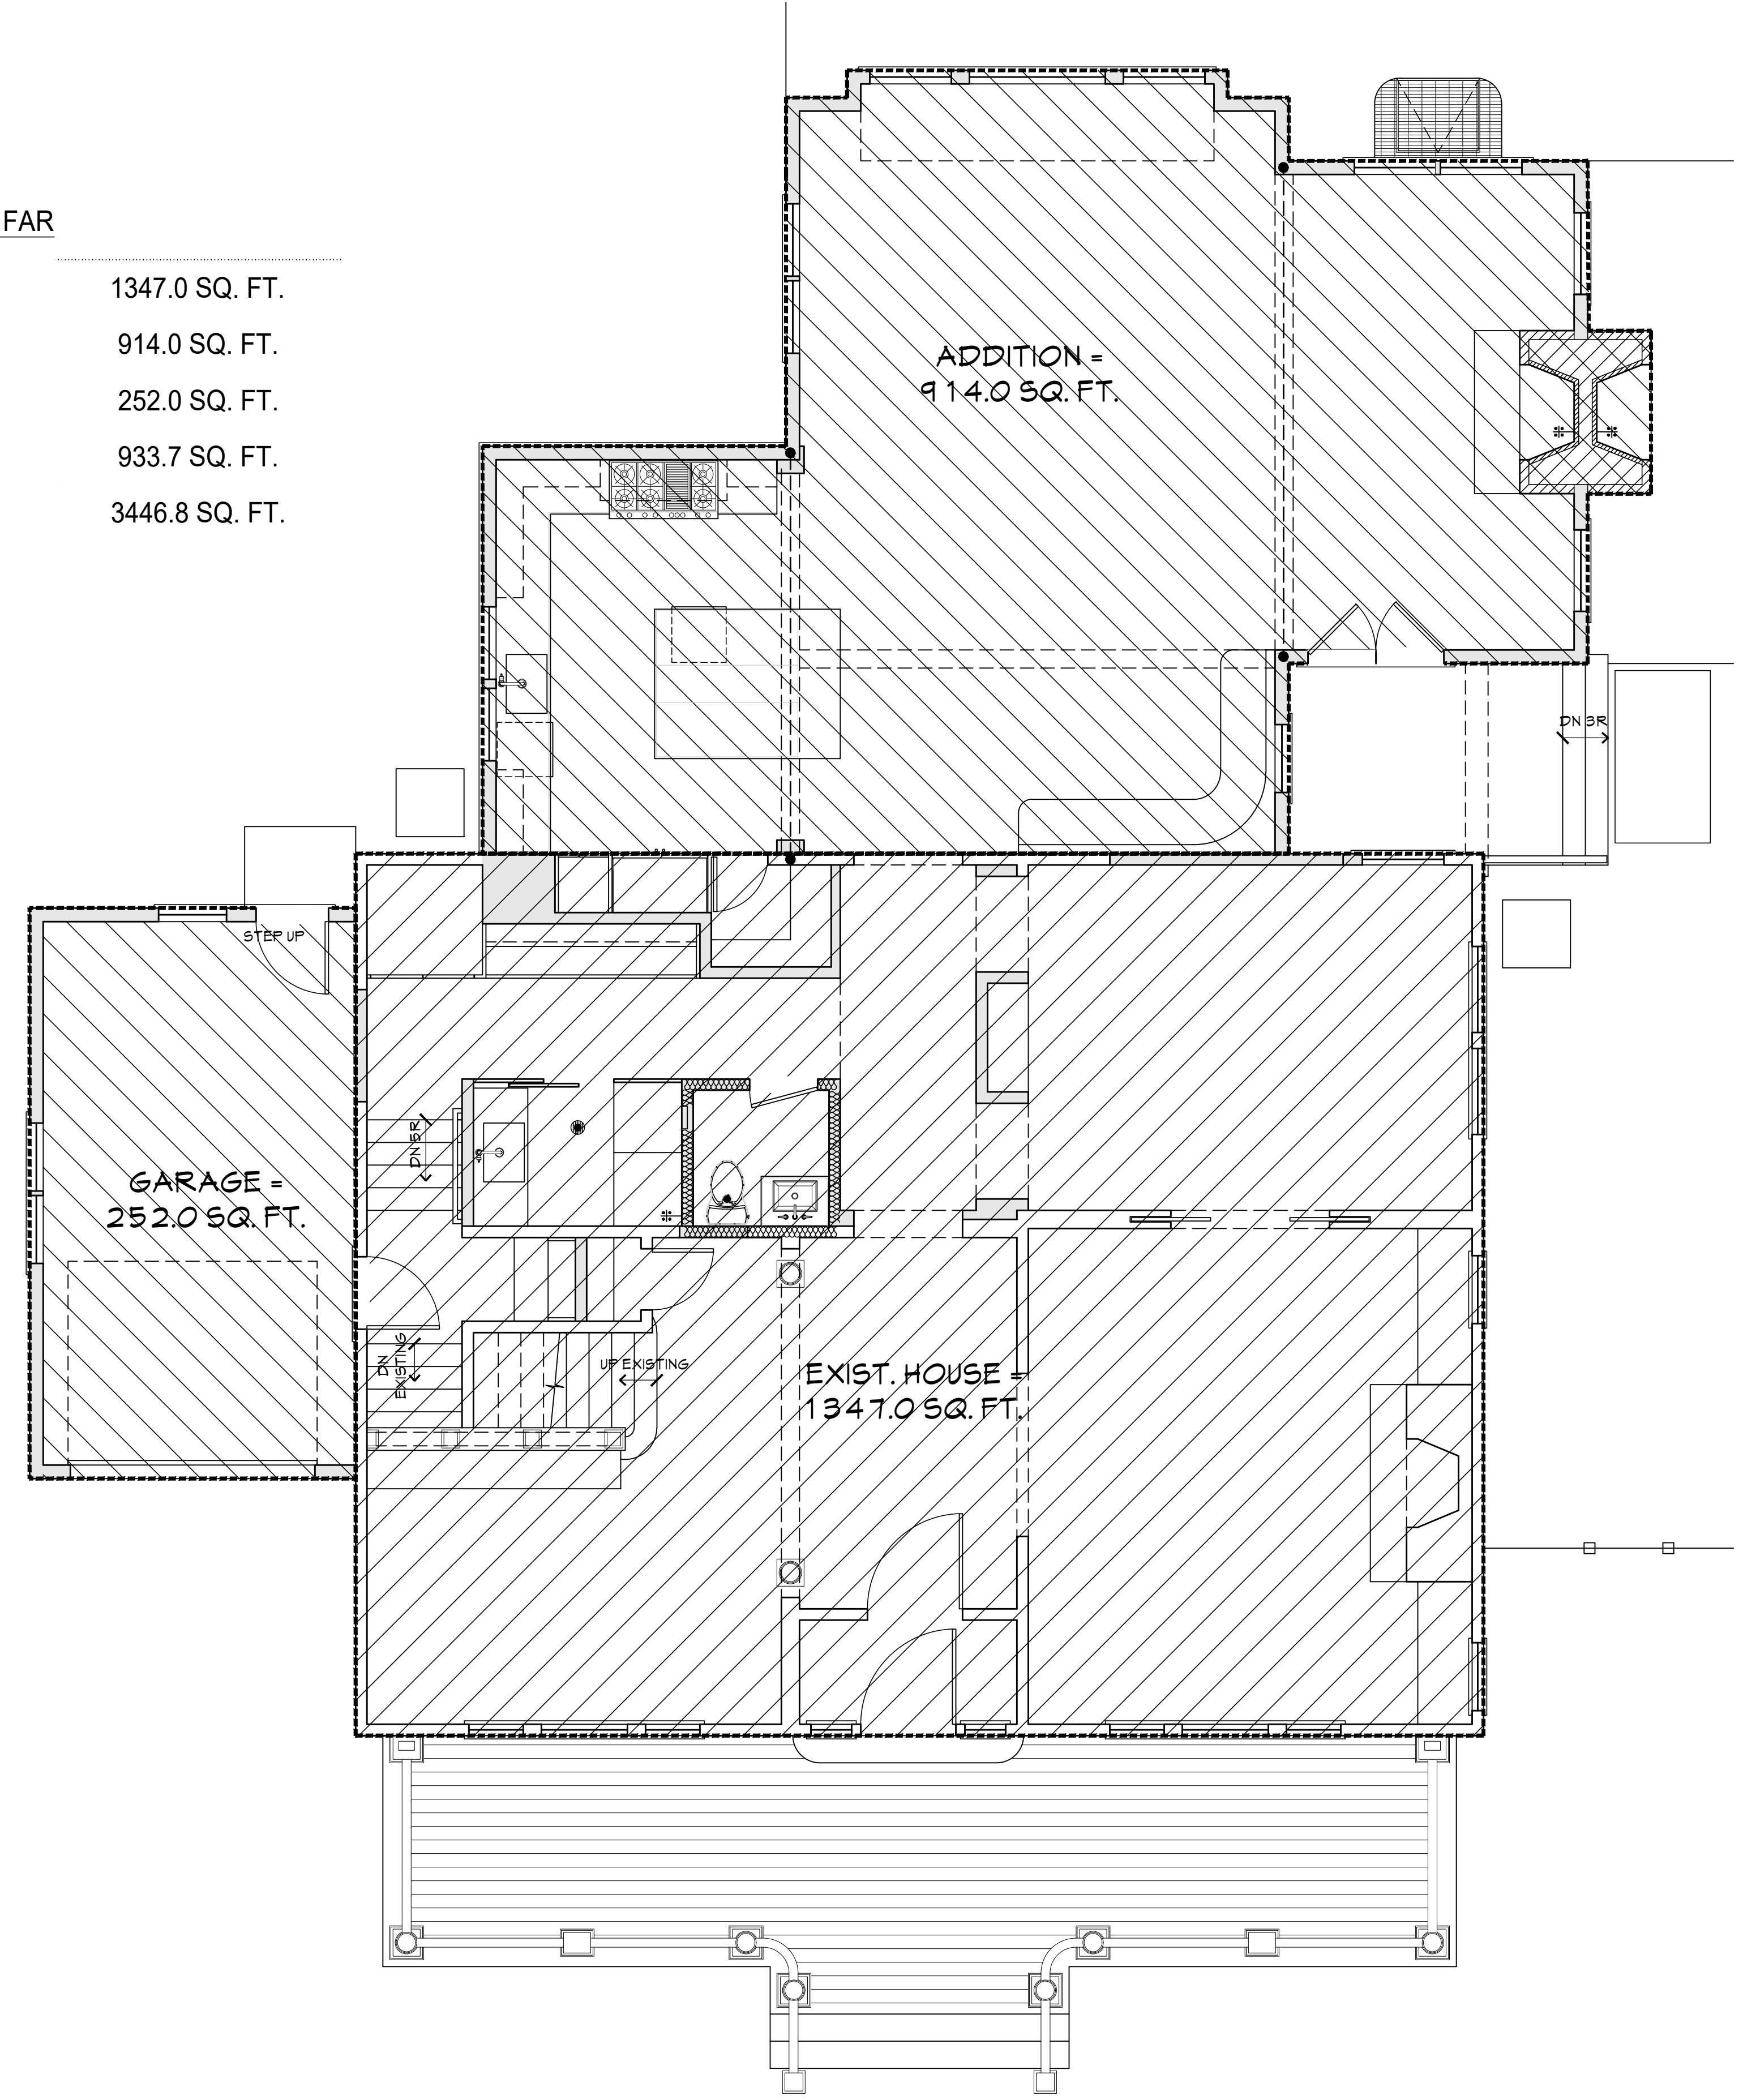 FAR
1347.0 SQ. FT.
914.0 SQ. FT.
252.0 SQ. FT.
933.7 SQ. FT.
3446.8 SQ. FT.
ADDITION =
914.0 SQ. FT.
DN 3R
STEP UP
DN 5R
GARAGE =
252.0 SQ. FT.
DN
EXISTING
UP EXISTING
EXIST. HOUSE =
1347.0 SQ. FT.